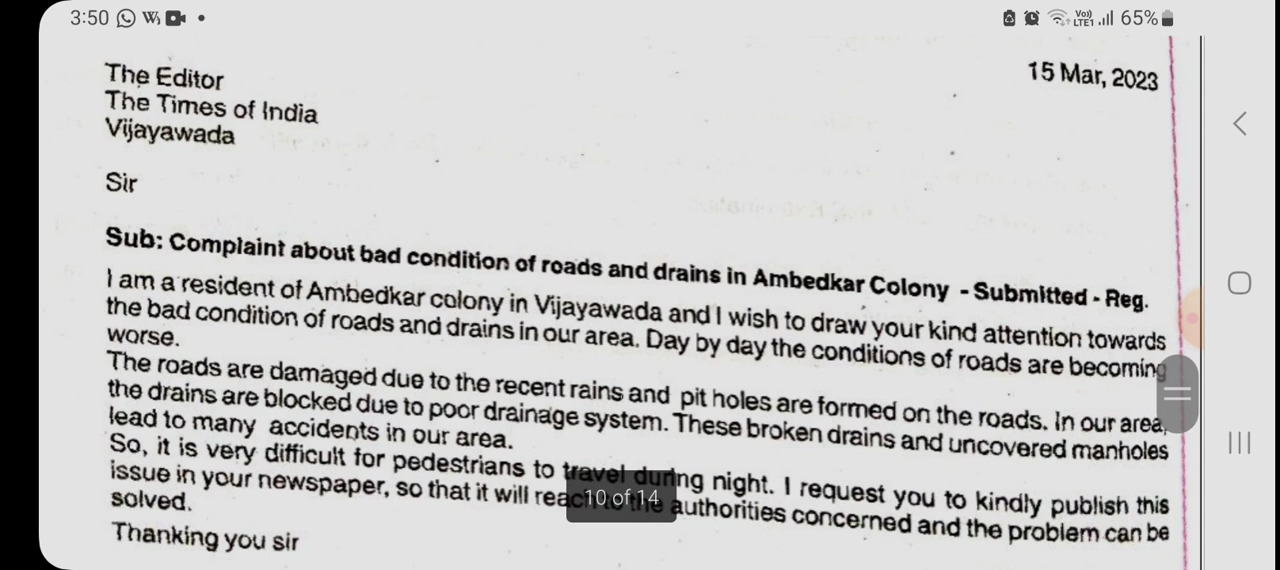 3:50
Vo))
LTE1
65%
The Editor
15 Mar, 2023
The Times of India
Vijayawada
Sir
Sub: Complaint about bad condition of roads and drains in Ambedkar Colony - Submitted - Reg.
I am a resident of Ambedkar colony in Vijayawada and I wish to draw your kind attention towards
the bad condition of roads and drains in our area. Day by day the conditions of roads are becoming
worse.
The roads are damaged due to the recent rains and pit holes are formed on the roads. In our area,
the drains are blocked due to poor drainage system. These broken drains and uncovered manholes
lead to many accidents in our area.
So, it is very difficult for pedestrians to travel during night. I request you to kindly publish this
issue in your newspaper, so that it will reach to the authorities concerned and the problem can be
solved.
10 of 14
Thanking you sir